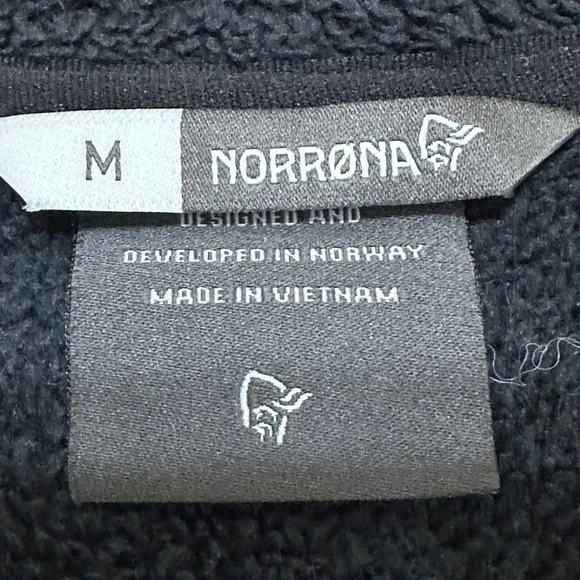 M NORRØNA
DESIGNED AND
DEVELOPED IN NORWAY
MADE IN VIETNAM